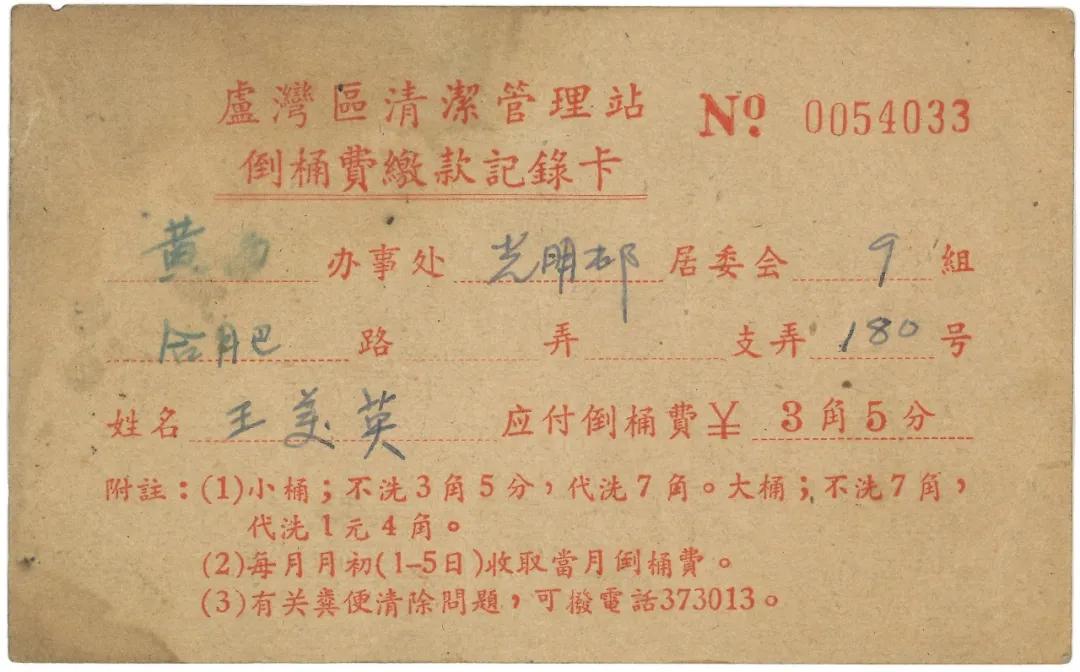 盧灣區清潔管理站 № 0054033
倒桶費繳款記錄卡
黄 办事处 光明邨 居委会 9 組
合肥 路 弄 支弄 180 号
姓名 王美英 应付倒桶費¥ 3角5分
附註：(1)小桶；不洗3角5分，代洗7角。大桶；不洗7角，
代洗1元4角。
(2)每月月初(1–5日)收取當月倒桶費。
(3)有关糞便清除問題，可撥電話373013。